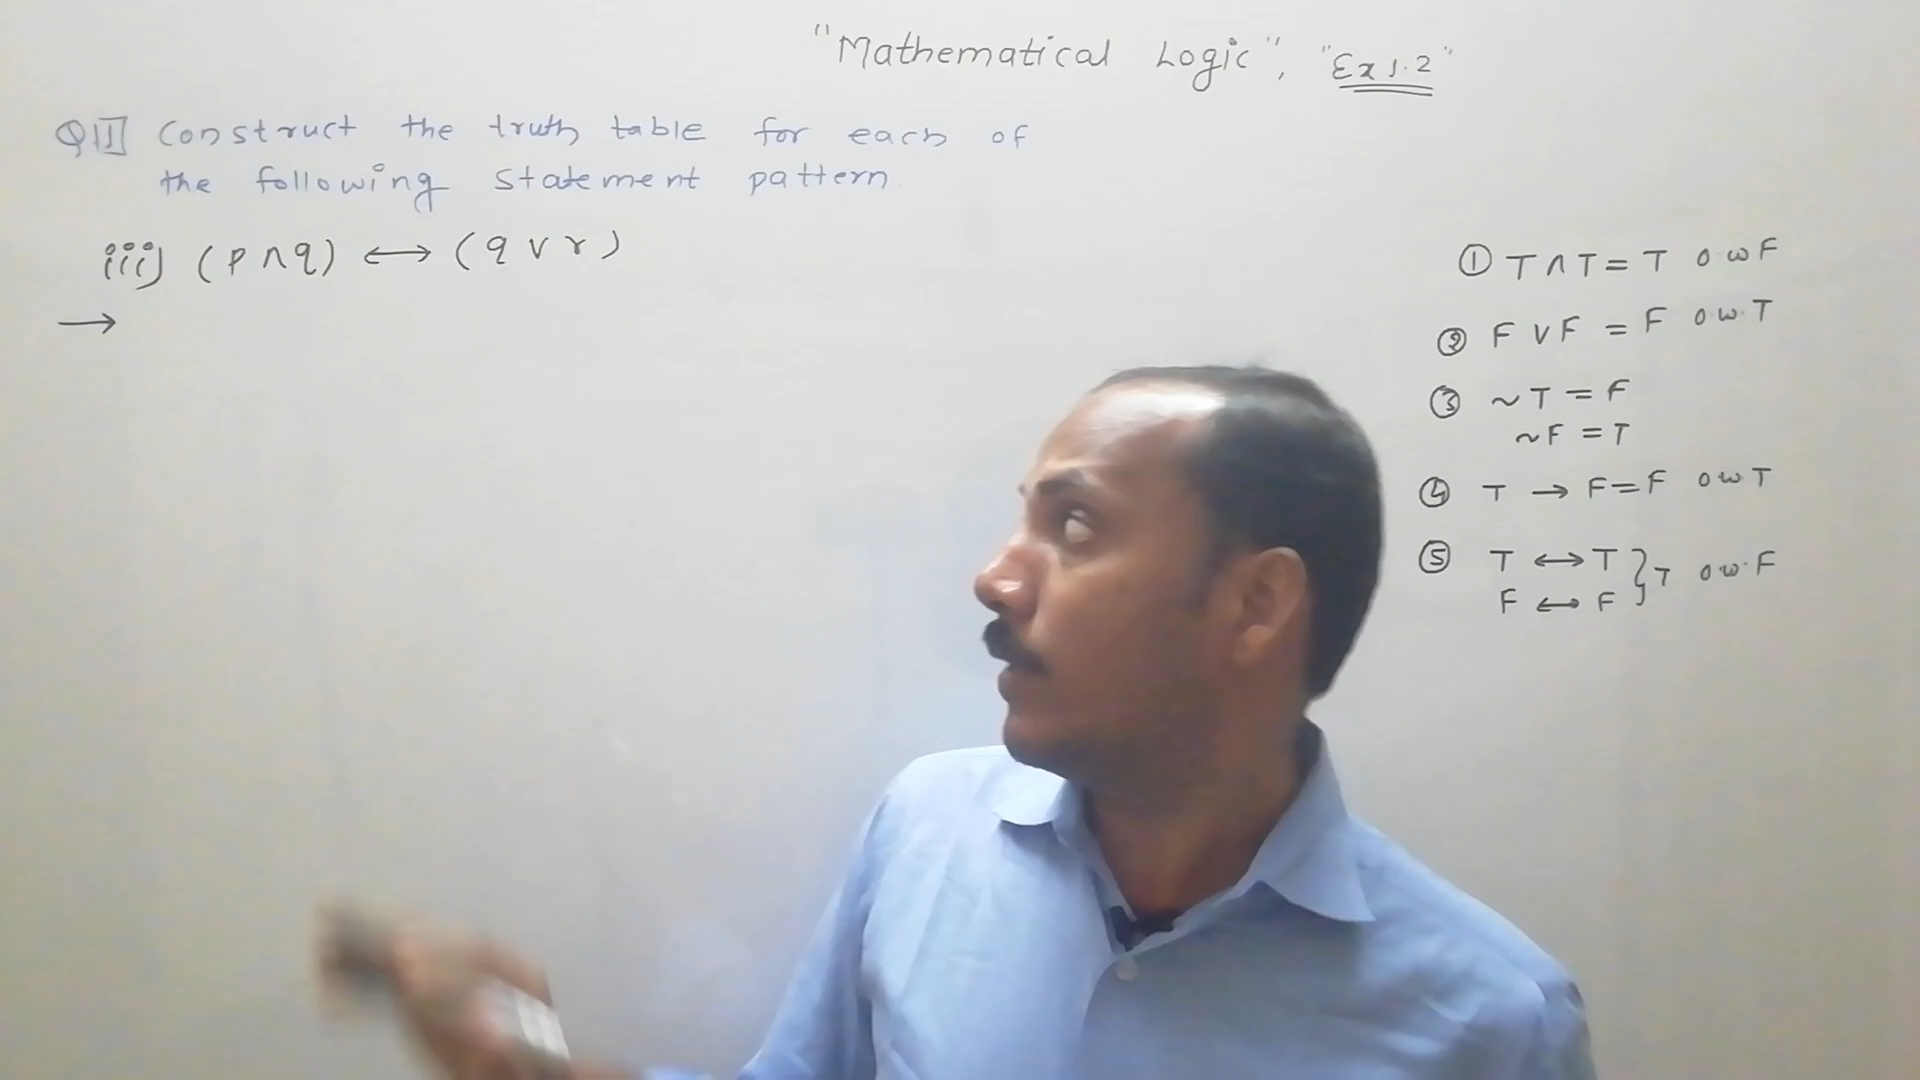 "Mathematical Logic", "Ex 1.2"
Q1] Construct the truth table for each of
the following statement pattern
iii) (p ∧ q) ↔ (q ∨ r)
→
① T ∧ T = T o.w F
② F ∨ F = F o.w. T
③ ~T = F
~F = T
④ T → F = F o w T
⑤ T ↔ T } T o.w. F
F ↔ F